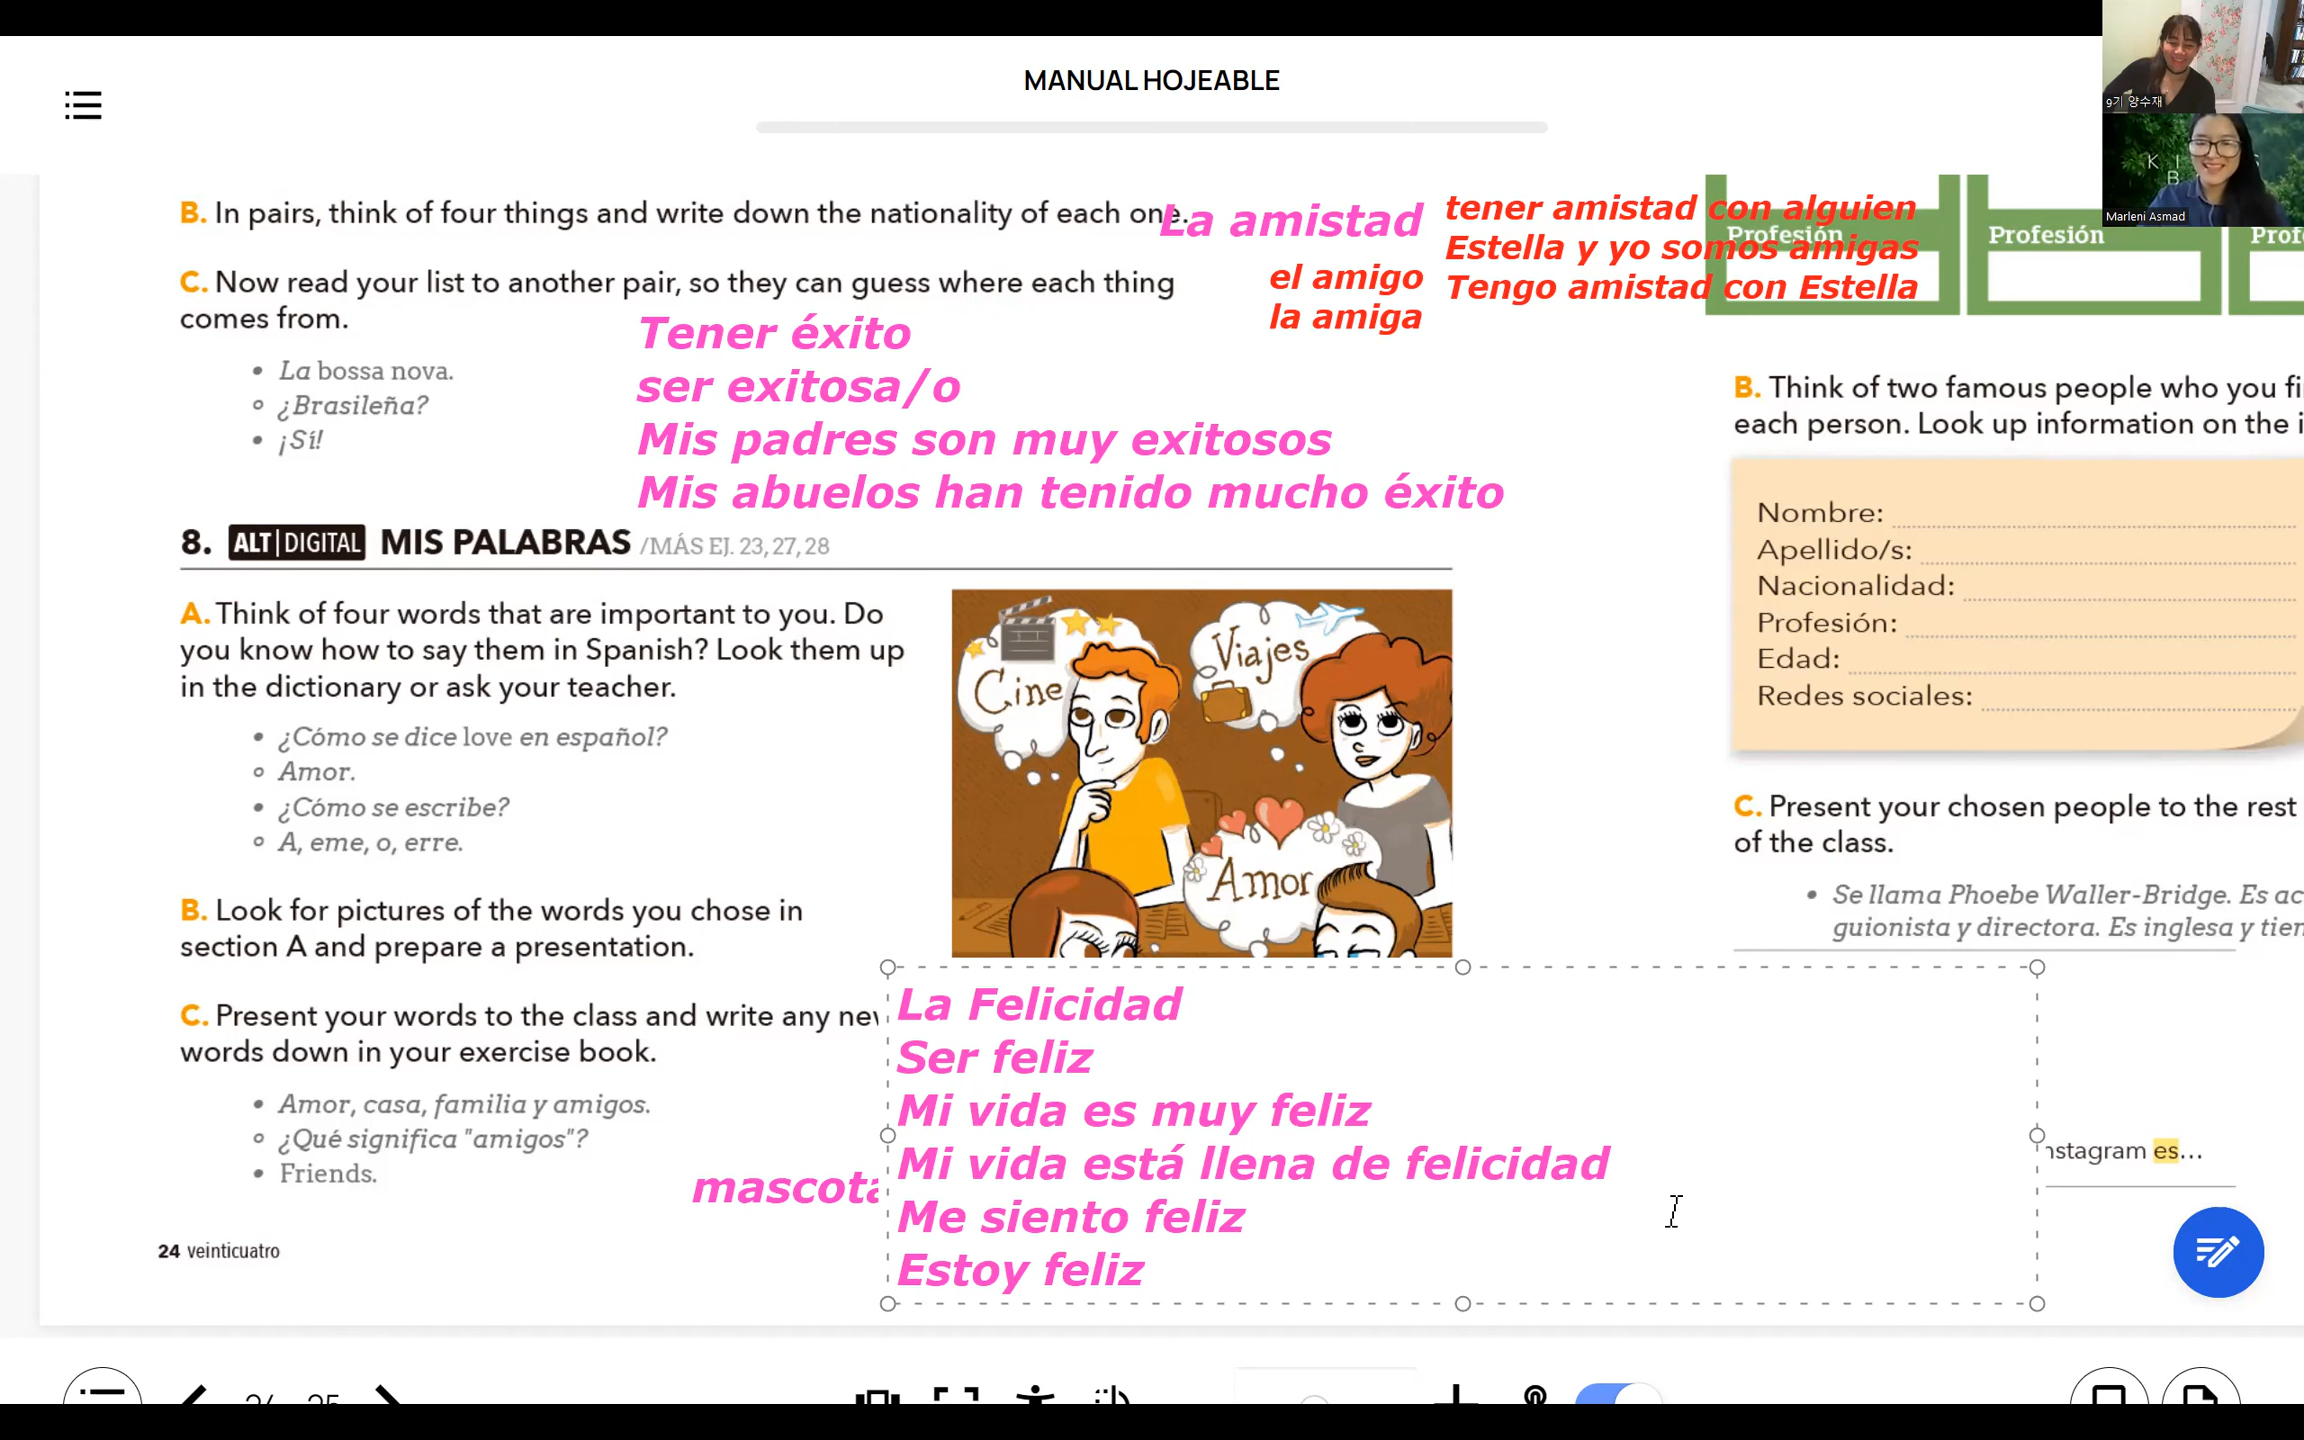 MANUAL HOJEABLE
9기 양수재
Marleni Asmad
B. In pairs, think of four things and write down the nationality of each one.
La amistad
el amigo
la amiga
tener amistad con alguien
Estella y yo somos amigas
Tengo amistad con Estella
Profesión
Profesión
C. Now read your list to another pair, so they can guess where each thing
comes from.
• La bossa nova.
○ ¿Brasileña?
• ¡Sí!
Tener éxito
ser exitosa/o
Mis padres son muy exitosos
Mis abuelos han tenido mucho éxito
8. ALT|DIGITAL MIS PALABRAS /MÁS EJ. 23, 27, 28
A. Think of four words that are important to you. Do
you know how to say them in Spanish? Look them up
in the dictionary or ask your teacher.
• ¿Cómo se dice love en español?
○ Amor.
• ¿Cómo se escribe?
○ A, eme, o, erre.
Cine
Viajes
Amor
B. Look for pictures of the words you chose in
section A and prepare a presentation.
C. Present your words to the class and write any
words down in your exercise book.
• Amor, casa, familia y amigos.
○ ¿Qué significa "amigos"?
• Friends.
La Felicidad
Ser feliz
Mi vida es muy feliz
Mi vida está llena de felicidad
Me siento feliz
Estoy feliz
24 veinticuatro
B. Think of two famous people who you
each person. Look up information on the
Nombre:
Apellido/s:
Nacionalidad:
Profesión:
Edad:
Redes sociales:
C. Present your chosen people to the rest
of the class.
• Se llama Phoebe Waller-Bridge. Es
guionista y directora. Es inglesa y
es...